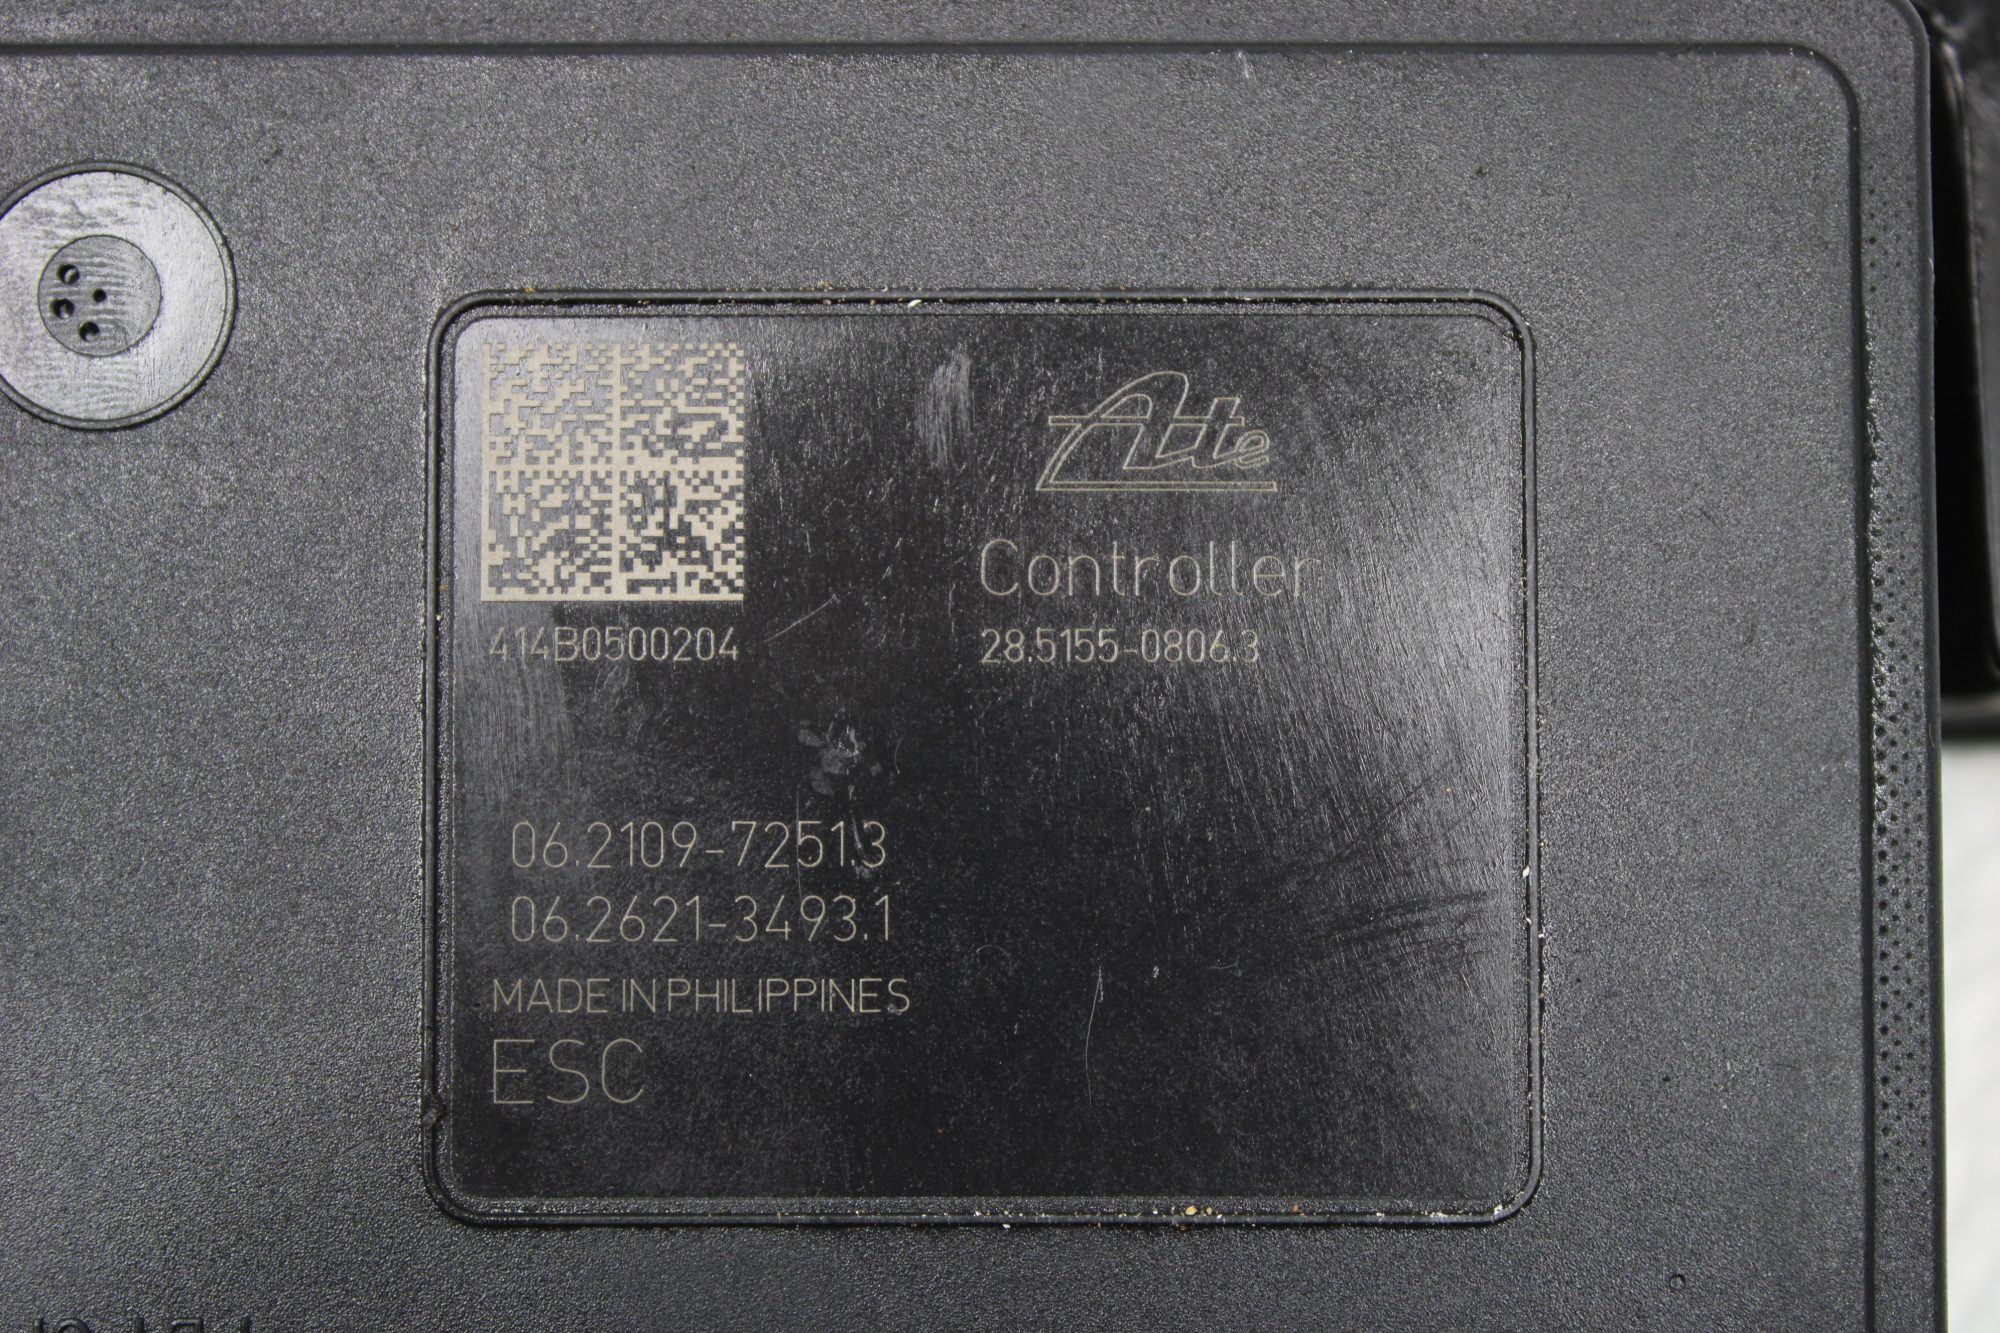 Ate
Controller
414B0500204
28.5155-0806.3
06.2109-7251.3
06.2621-3493.1
MADE IN PHILIPPINES
ESC